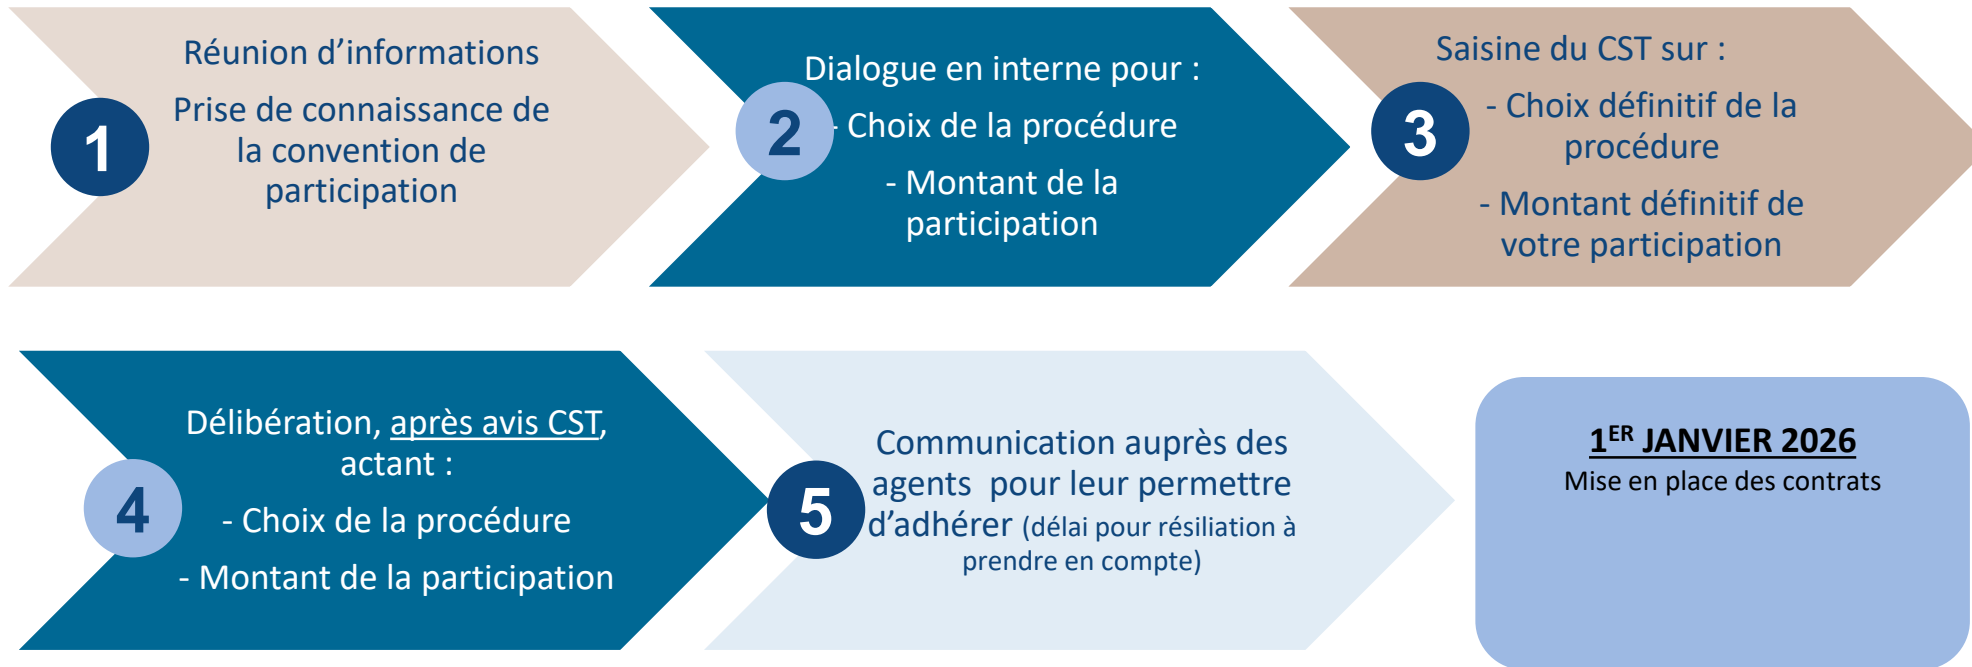 1
Réunion d’informations
Prise de connaissance de
la convention de
participation
2
Dialogue en interne pour :
- Choix de la procédure
- Montant de la
participation
3
Saisine du CST sur :
- Choix définitif de la
procédure
- Montant définitif de
votre participation
4
Délibération, après avis CST,
actant :
- Choix de la procédure
- Montant de la participation
5
Communication auprès des
agents  pour leur permettre
d’adhérer (délai pour résiliation à
prendre en compte)
1ER JANVIER 2026
Mise en place des contrats